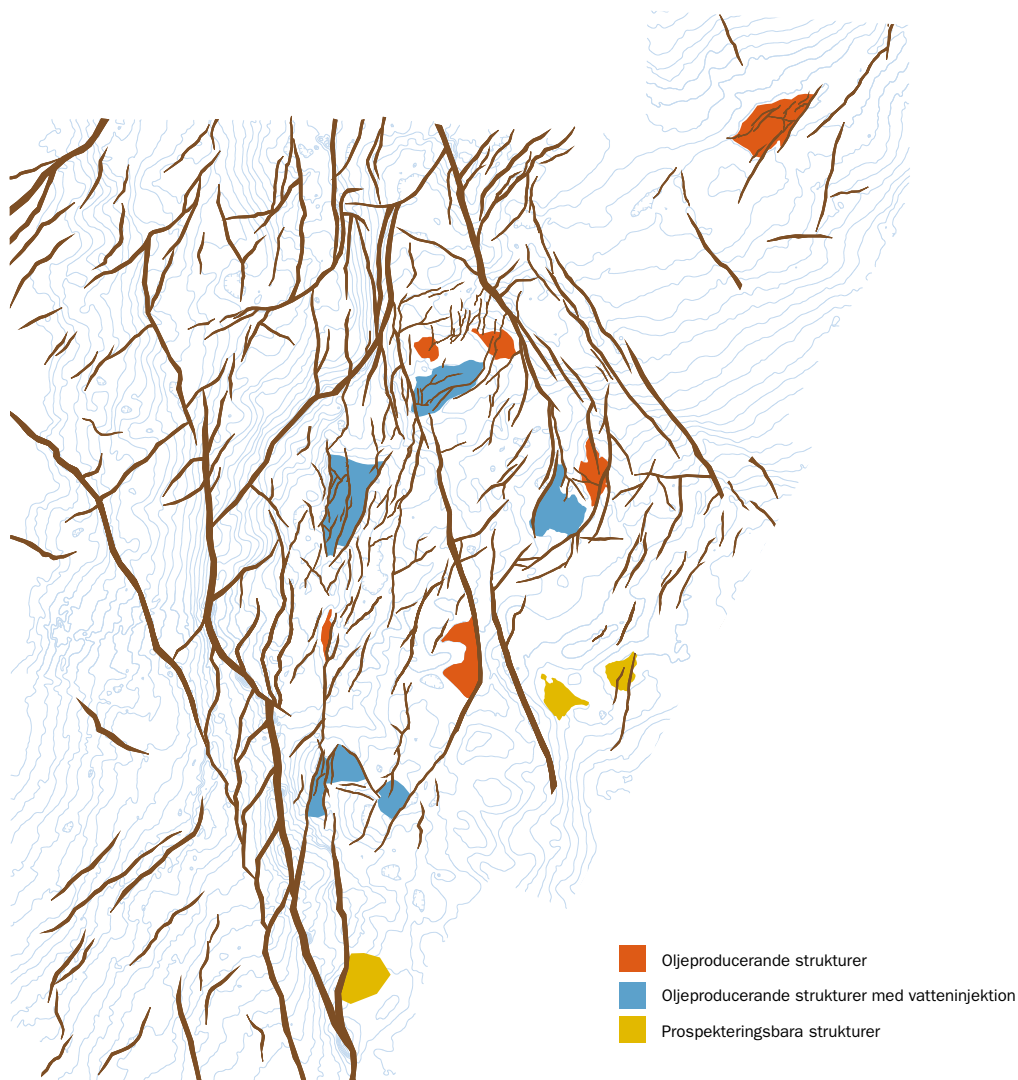 Oljeproducerande strukturer
Oljeproducerande strukturer med vatteninjektion
Prospekteringsbara strukturer